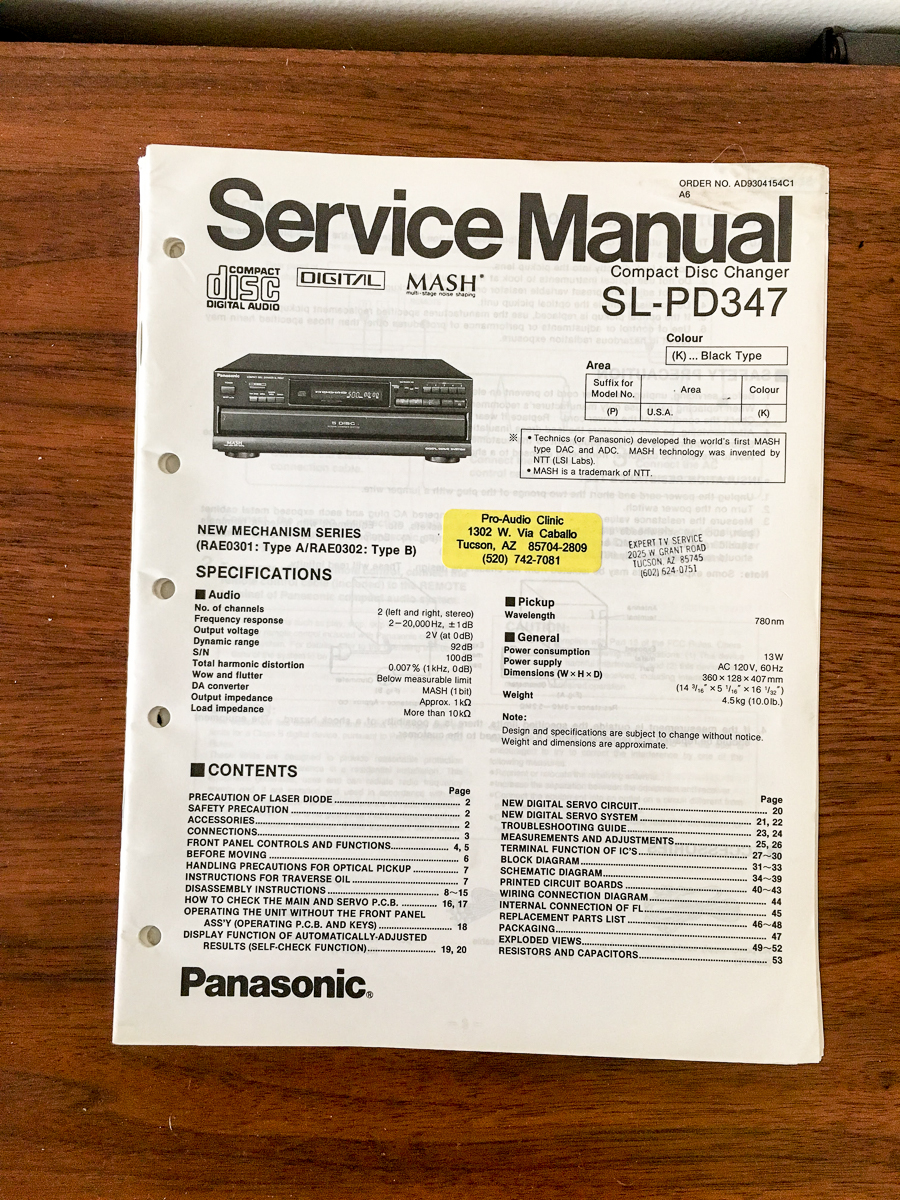 ORDER NO. AD9304154C1
A6
Service Manual
COMPACT
disc
DIGITAL AUDIO
DIGITAL
MASH*
multi-stage noise shaping
Compact Disc Changer
SL-PD347
Colour
(K) ... Black Type
Area
Suffix for Model No. Area Colour
(P) U.S.A. (K)
Panasonic
5 DISC
MASH
※ • Technics (or Panasonic) developed the world's first MASH
type DAC and ADC. MASH technology was invented by
NTT (LSI Labs).
• MASH is a trademark of NTT.
Pro-Audio Clinic
1302 W. Via Caballo
Tucson, AZ 85704-2809
(520) 742-7081
EXPERT TV SERVICE
2025 W GRANT ROAD
TUCSON, AZ 85745
(602) 624-0751
NEW MECHANISM SERIES
(RAE0301: Type A/RAE0302: Type B)
SPECIFICATIONS
■ Audio
No. of channels 2 (left and right, stereo)
Frequency response 2–20,000Hz, ±1dB
Output voltage 2V (at 0dB)
Dynamic range 92dB
S/N 100dB
Total harmonic distortion 0.007% (1kHz, 0dB)
Wow and flutter Below measurable limit
DA converter MASH (1bit)
Output impedance Approx. 1kΩ
Load impedance More than 10kΩ
■ Pickup
Wavelength 780nm
■ General
Power consumption 13W
Power supply AC 120V, 60Hz
Dimensions (W×H×D) 360×128×407mm
(14 3/16″×5 1/16″×16 1/32″)
Weight 4.5kg (10.0lb.)
Note:
Design and specifications are subject to change without notice.
Weight and dimensions are approximate.
■ CONTENTS
Page
PRECAUTION OF LASER DIODE 2
SAFETY PRECAUTION 2
ACCESSORIES 2
CONNECTIONS 3
FRONT PANEL CONTROLS AND FUNCTIONS 4, 5
BEFORE MOVING 6
HANDLING PRECAUTIONS FOR OPTICAL PICKUP 7
INSTRUCTIONS FOR TRAVERSE OIL 7
DISASSEMBLY INSTRUCTIONS 8~15
HOW TO CHECK THE MAIN AND SERVO P.C.B. 16, 17
OPERATING THE UNIT WITHOUT THE FRONT PANEL
ASS'Y (OPERATING P.C.B. AND KEYS) 18
DISPLAY FUNCTION OF AUTOMATICALLY-ADJUSTED
RESULTS (SELF-CHECK FUNCTION) 19, 20
Page
NEW DIGITAL SERVO CIRCUIT 20
NEW DIGITAL SERVO SYSTEM 21, 22
TROUBLESHOOTING GUIDE 23, 24
MEASUREMENTS AND ADJUSTMENTS 25, 26
TERMINAL FUNCTION OF IC'S 27~30
BLOCK DIAGRAM 31~33
SCHEMATIC DIAGRAM 34~39
PRINTED CIRCUIT BOARDS 40~43
WIRING CONNECTION DIAGRAM 44
INTERNAL CONNECTION OF FL 45
REPLACEMENT PARTS LIST 46~48
PACKAGING 47
EXPLODED VIEWS 49~52
RESISTORS AND CAPACITORS 53
Panasonic®